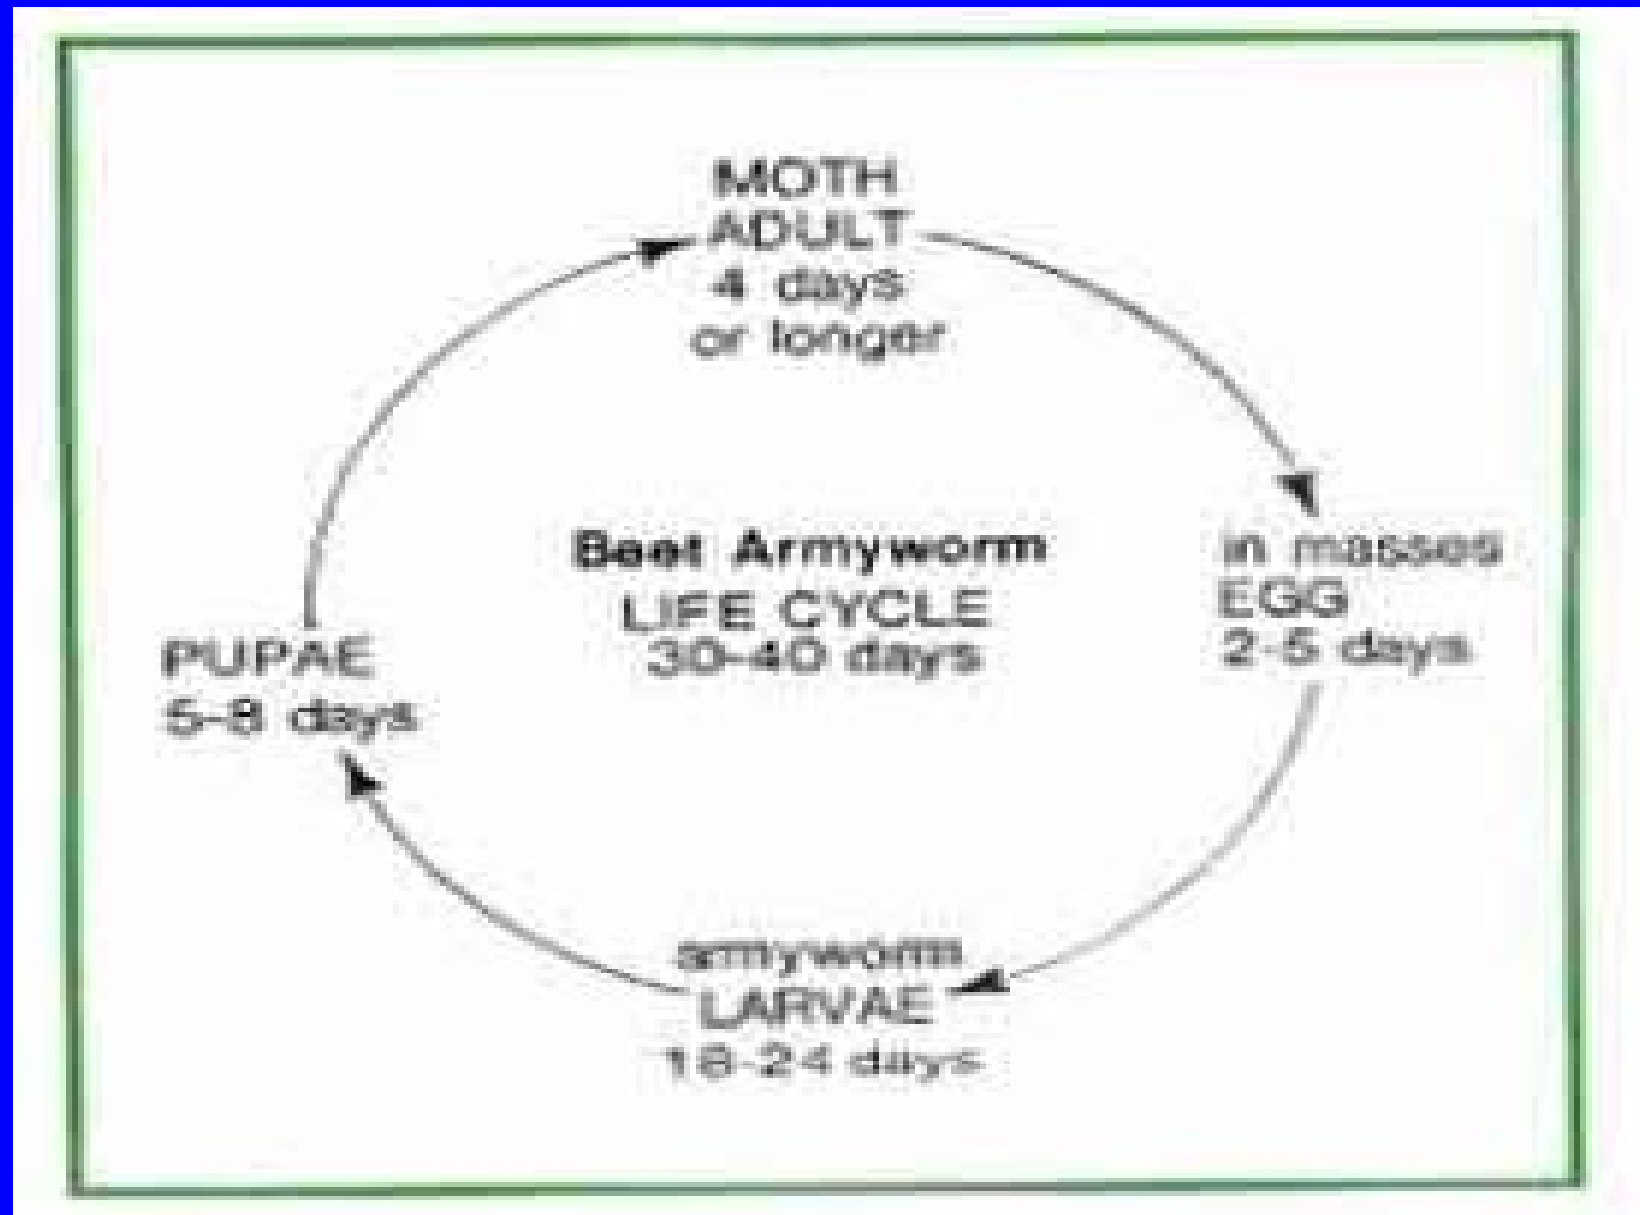 MOTH
ADULT
4 days
or longer
Beet Armyworm
LIFE CYCLE
30-40 days
in masses
EGG
2-5 days
PUPAE
5-8 days
armyworm
LARVAE
18-24 days